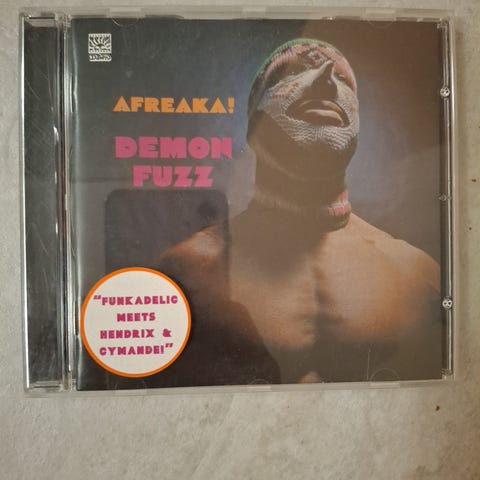 AFREAKA!
DEMON
FUZZ
"FUNKADELIC
MEETS
HENDRIX &
CYMANDE!"